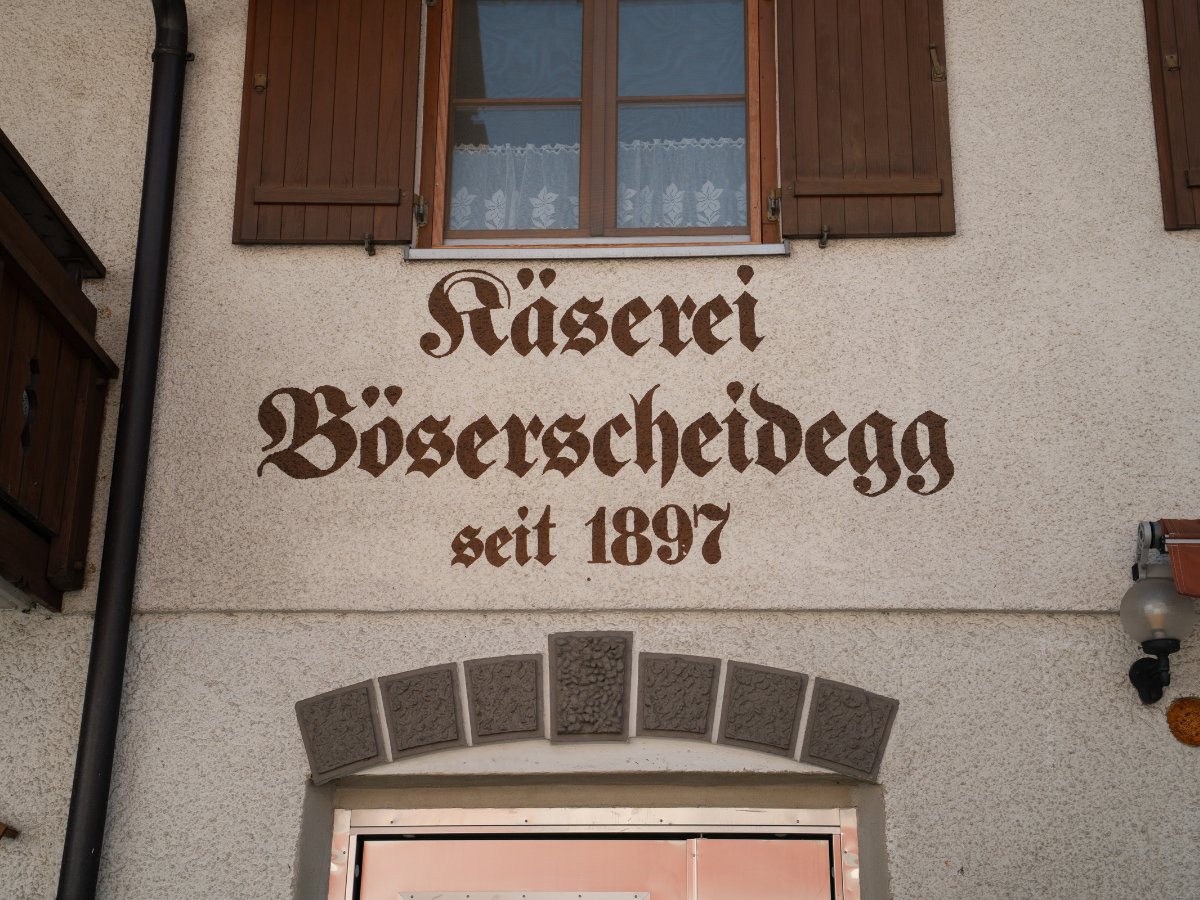 Käserei
Böserscheidegg
seit 1897